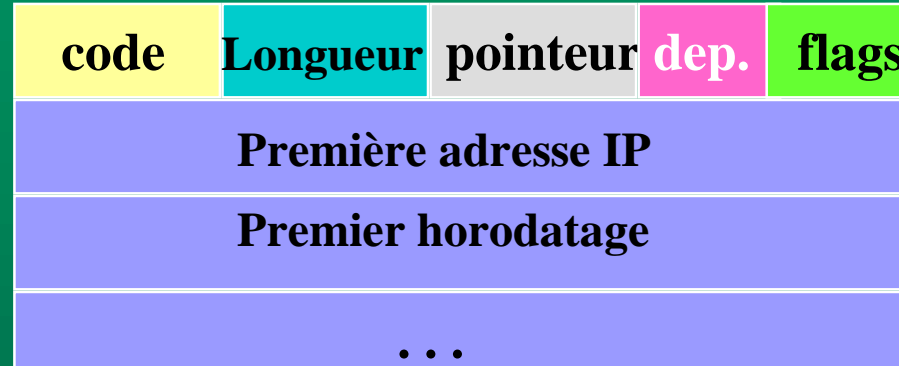 code Longueur pointeur dep. flags
Première adresse IP
Premier horodatage
. . .